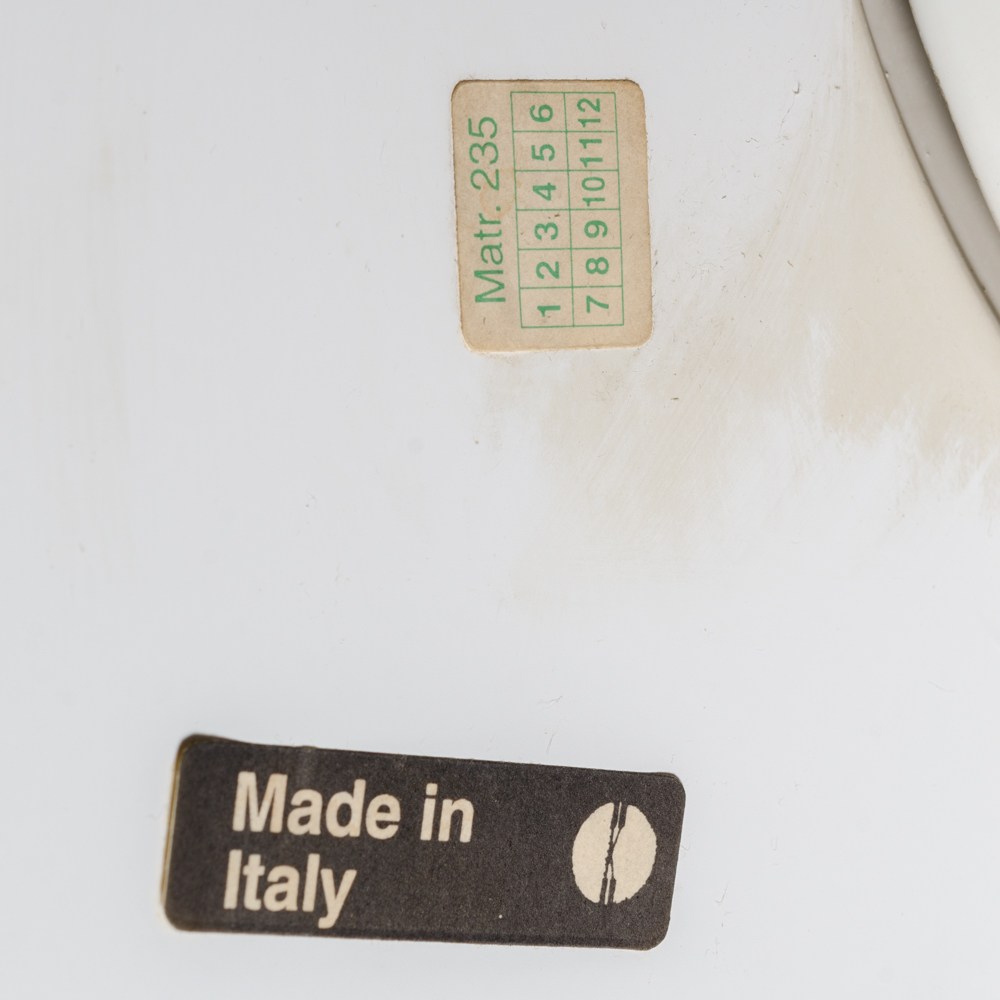 Matr. 235
1 2 3 4 5 6
7 8 9 10 11 12
Made in
Italy